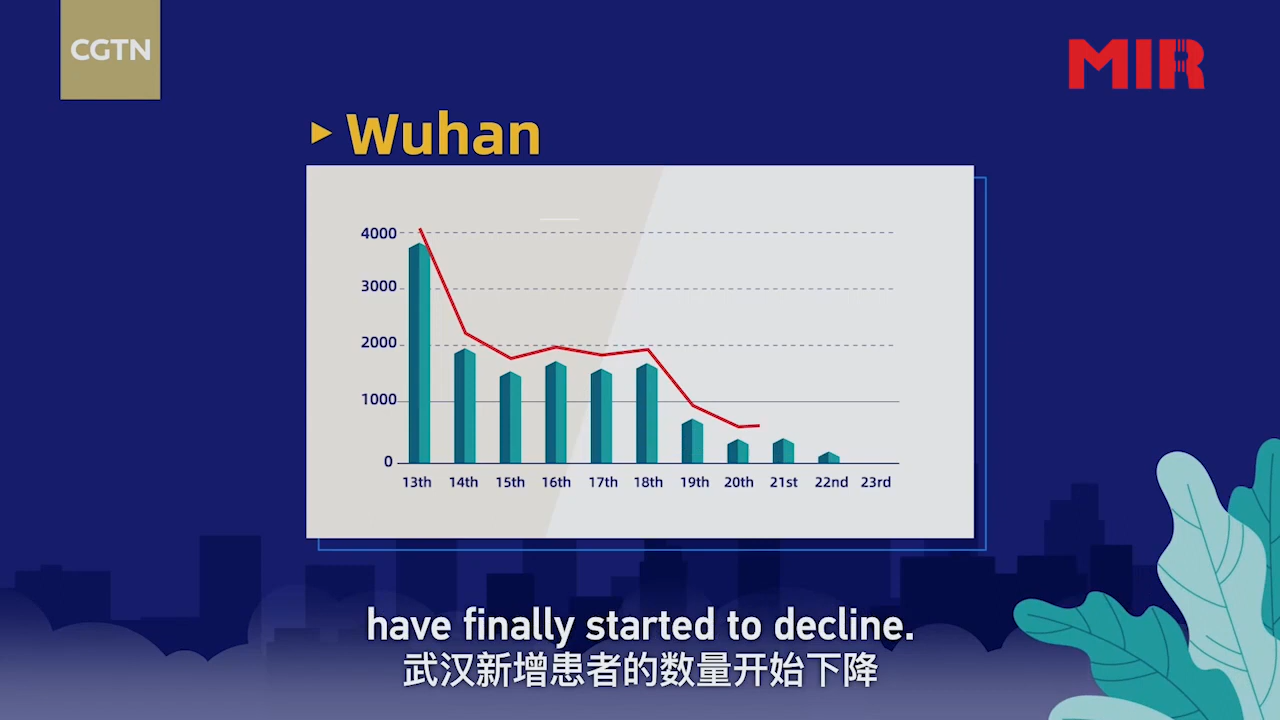 CGTN
MIR
Wuhan
4000
3000
2000
1000
0
13th 14th 15th 16th 17th 18th 19th 20th 21st 22nd 23rd
have finally started to decline.
武汉新增患者的数量开始下降